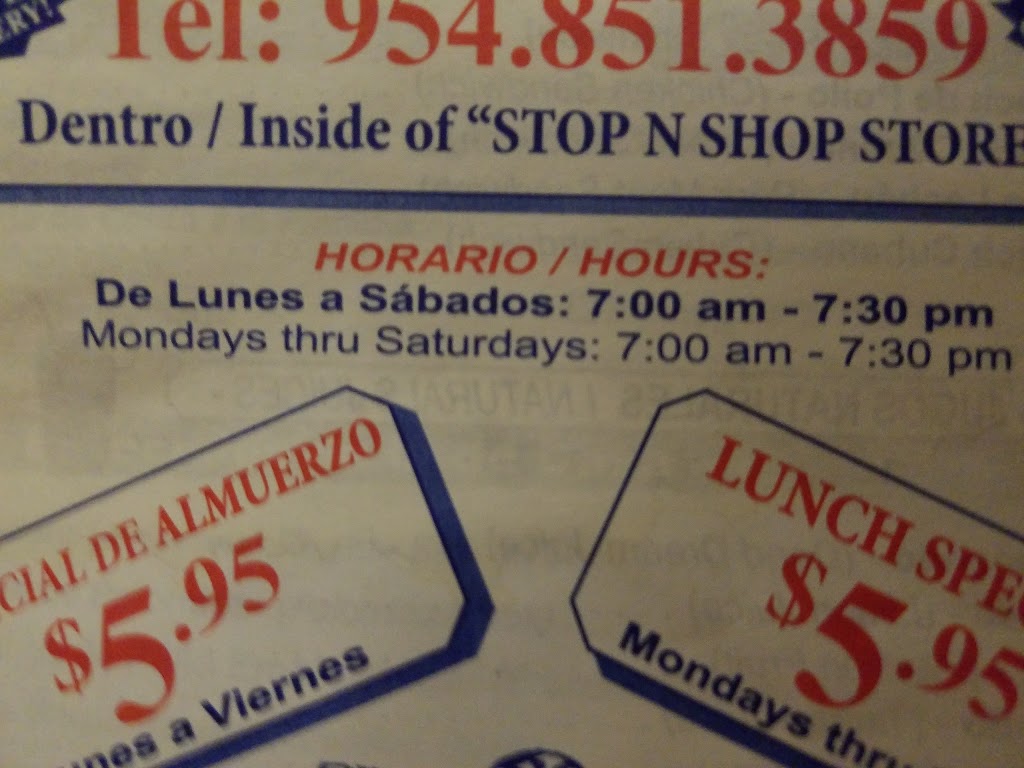 Tel: 954.851.3859
Dentro / Inside of "STOP N SHOP STORE
HORARIO / HOURS:
De Lunes a Sábados: 7:00 am - 7:30 pm
Mondays thru Saturdays: 7:00 am - 7:30 pm
CIAL DE ALMUERZO
$5.95
unes a Viernes
LUNCH SPEC
$5.95
Mondays thru